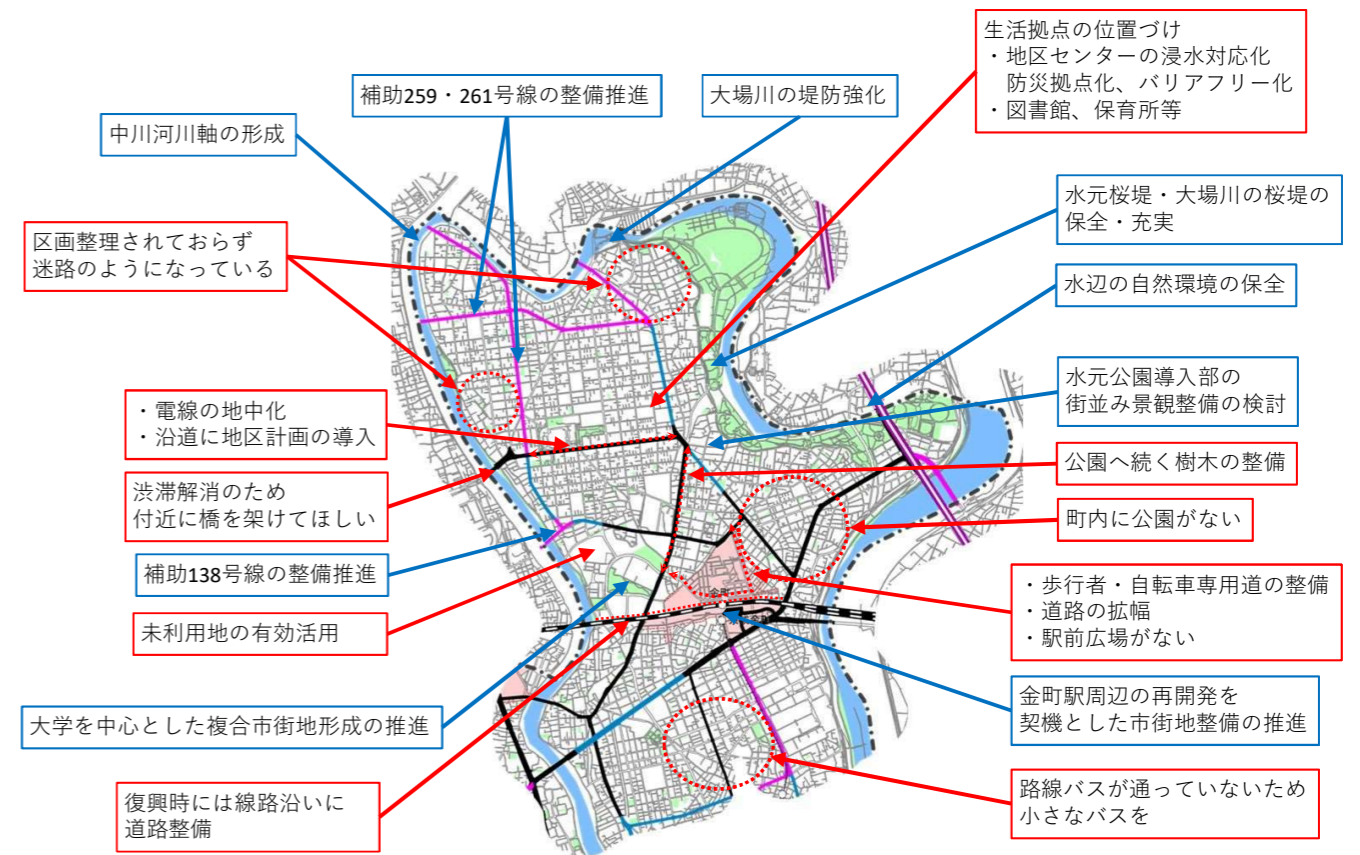 生活拠点の位置づけ
・地区センターの浸水対応化
防災拠点化、バリアフリー化
・図書館、保育所等
補助259・261号線の整備推進
大場川の堤防強化
中川河川軸の形成
水元桜堤・大場川の桜堤の
保全・充実
区画整理されておらず
迷路のようになっている
水辺の自然環境の保全
水元公園導入部の
街並み景観整備の検討
・電線の地中化
・沿道に地区計画の導入
公園へ続く樹木の整備
渋滞解消のため
付近に橋を架けてほしい
町内に公園がない
補助138号線の整備推進
・歩行者・自転車専用道の整備
・道路の拡幅
・駅前広場がない
未利用地の有効活用
金町駅周辺の再開発を
契機とした市街地整備の推進
大学を中心とした複合市街地形成の推進
路線バスが通っていないため
小さなバスを
復興時には線路沿いに
道路整備